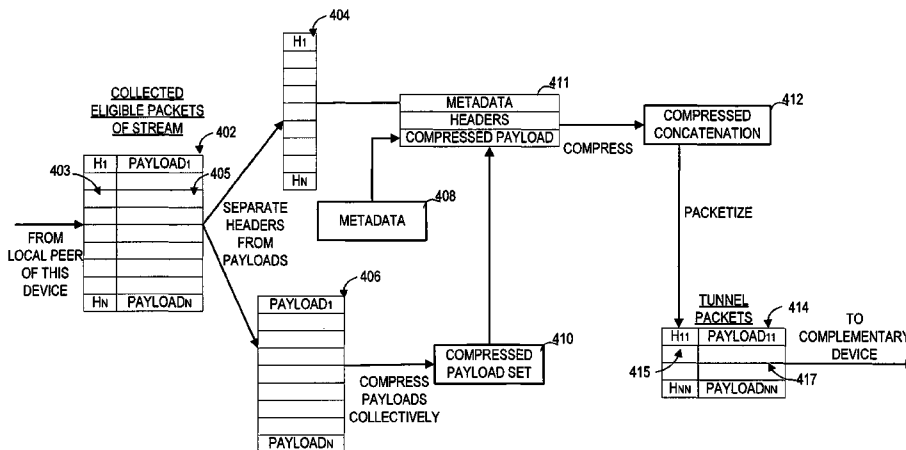 404
H1
HN
COLLECTED
ELIGIBLE PACKETS
OF STREAM
402
H1 PAYLOAD1
403 405
HN PAYLOADN
FROM
LOCAL PEER
OF THIS
DEVICE
SEPARATE
HEADERS
FROM
PAYLOADS
METADATA
408
411
METADATA
HEADERS
COMPRESSED PAYLOAD
COMPRESS
412
COMPRESSED
CONCATENATION
PACKETIZE
406
PAYLOAD1
PAYLOADN
COMPRESS
PAYLOADS
COLLECTIVELY
410
COMPRESSED
PAYLOAD SET
TUNNEL
PACKETS
414
H11 PAYLOAD11
415 417
HNN PAYLOADNN
TO
COMPLEMENTARY
DEVICE